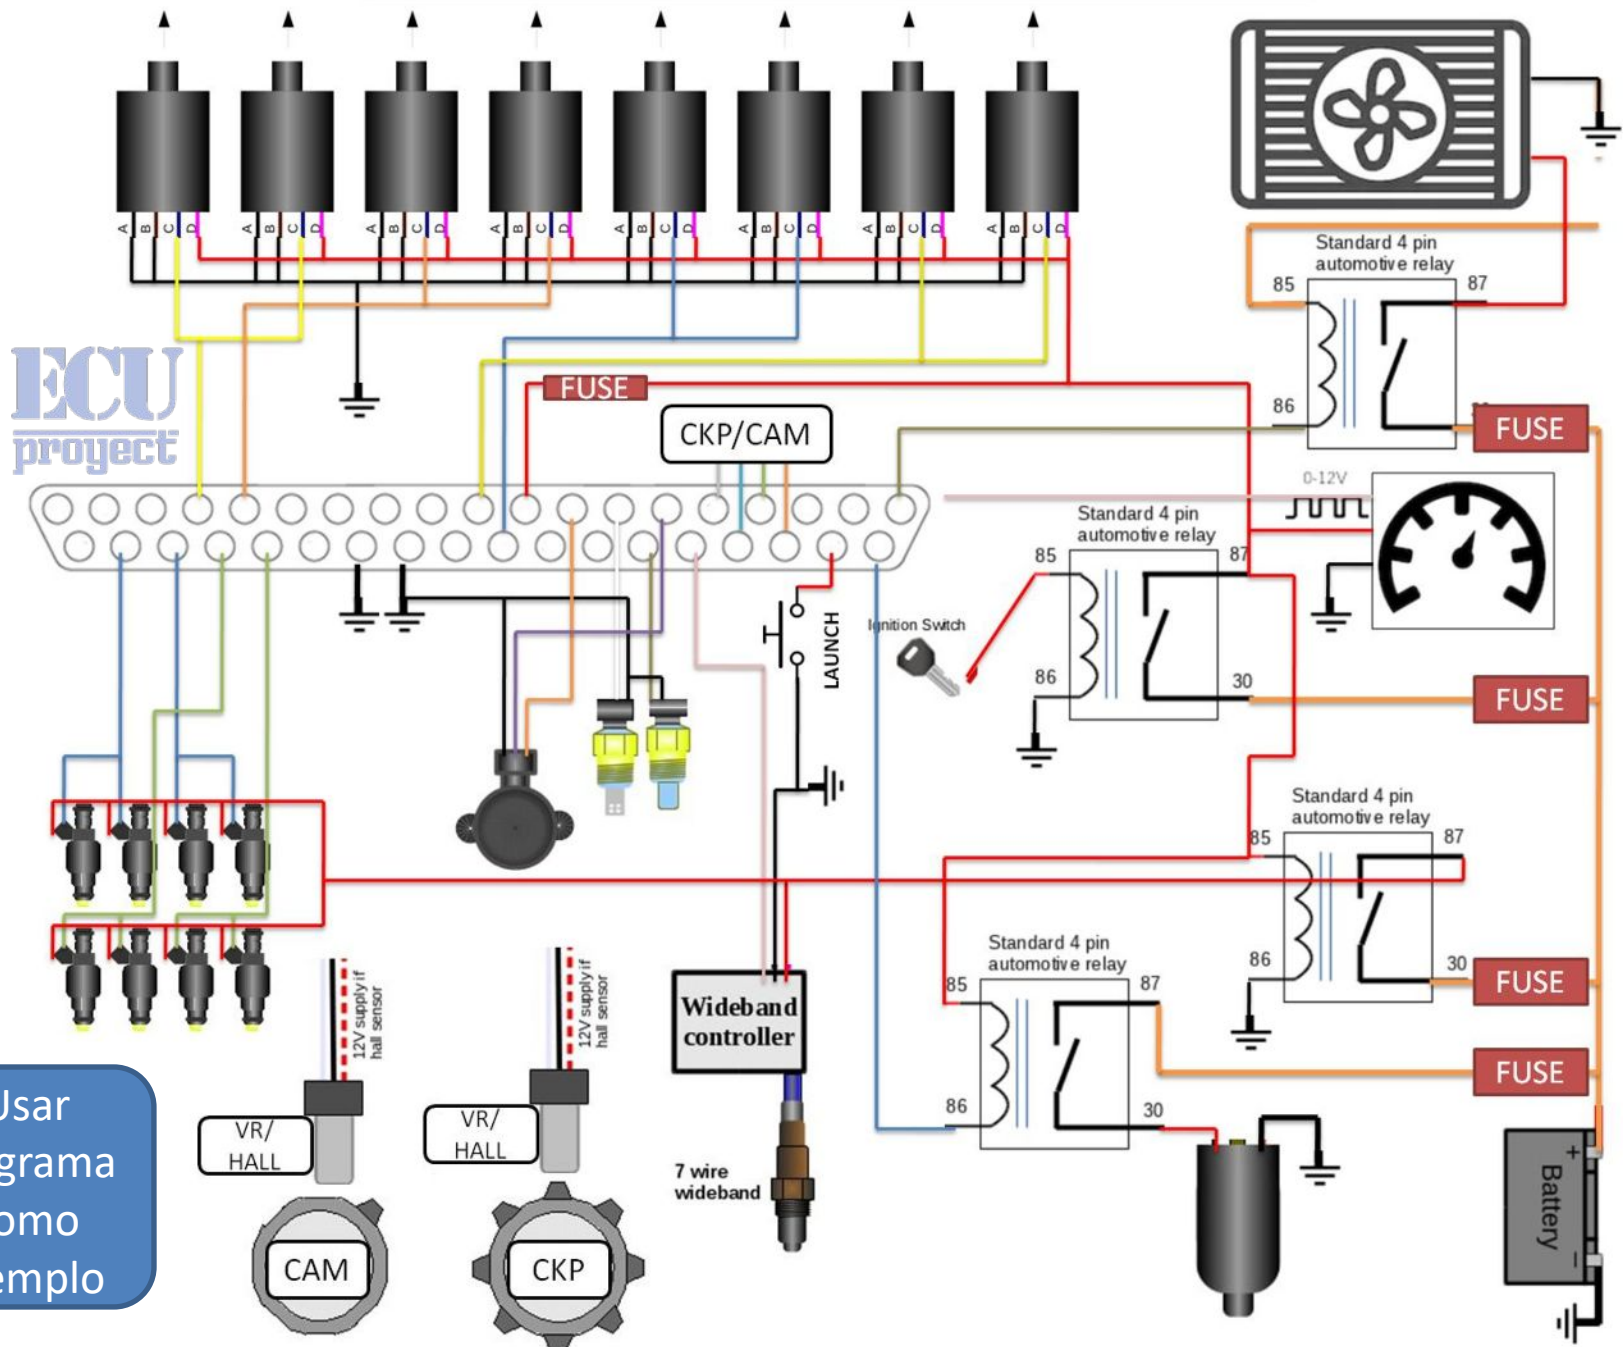 A B C D A B C D A B C D A B C D A B C D A B C D A B C D A B C D
Standard 4 pin
automotive relay
85
87
86
FUSE
ECU
proyect
FUSE
CKP/CAM
0-12V
Standard 4 pin
automotive relay
85
87
Ignition Switch
86
30
FUSE
LAUNCH
Standard 4 pin
automotive relay
85
87
86
30
FUSE
Standard 4 pin
automotive relay
85
87
86
30
FUSE
12V supply if
hall sensor
12V supply if
hall sensor
Wideband
controller
VR/
HALL
VR/
HALL
7 wire
wideband
CAM
CKP
Usar
grama
omo
emplo
+
Battery
−